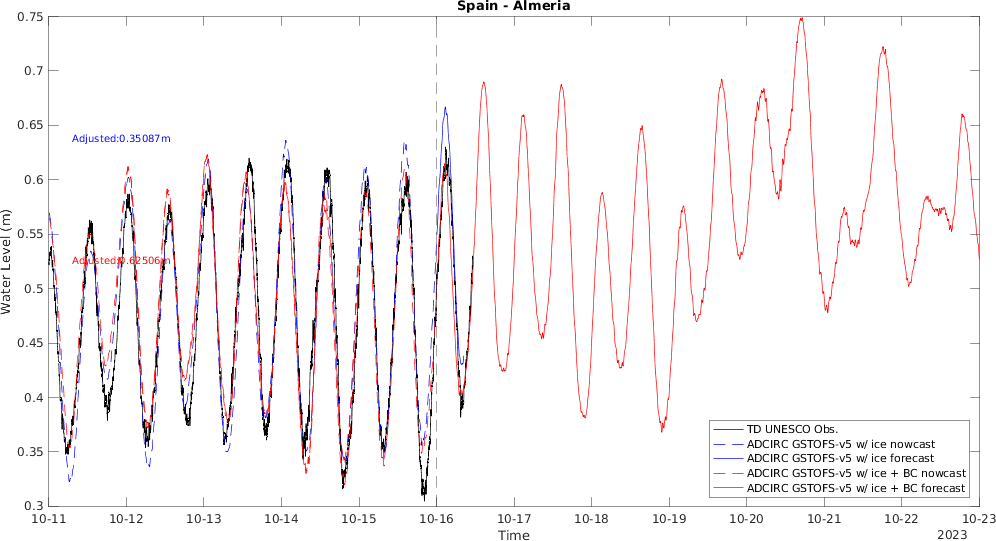 Spain - Almeria
0.75
0.7
0.65
0.6
0.55
0.5
0.45
0.4
0.35
0.3
Water Level (m)
Adjusted:0.35087m
Adjusted:0.62506m
TD UNESCO Obs.
ADCIRC GSTOFS-v5 w/ ice nowcast
ADCIRC GSTOFS-v5 w/ ice forecast
ADCIRC GSTOFS-v5 w/ ice + BC nowcast
ADCIRC GSTOFS-v5 w/ ice + BC forecast
10-11 10-12 10-13 10-14 10-15 10-16 10-17 10-18 10-19 10-20 10-21 10-22 10-23
Time
2023